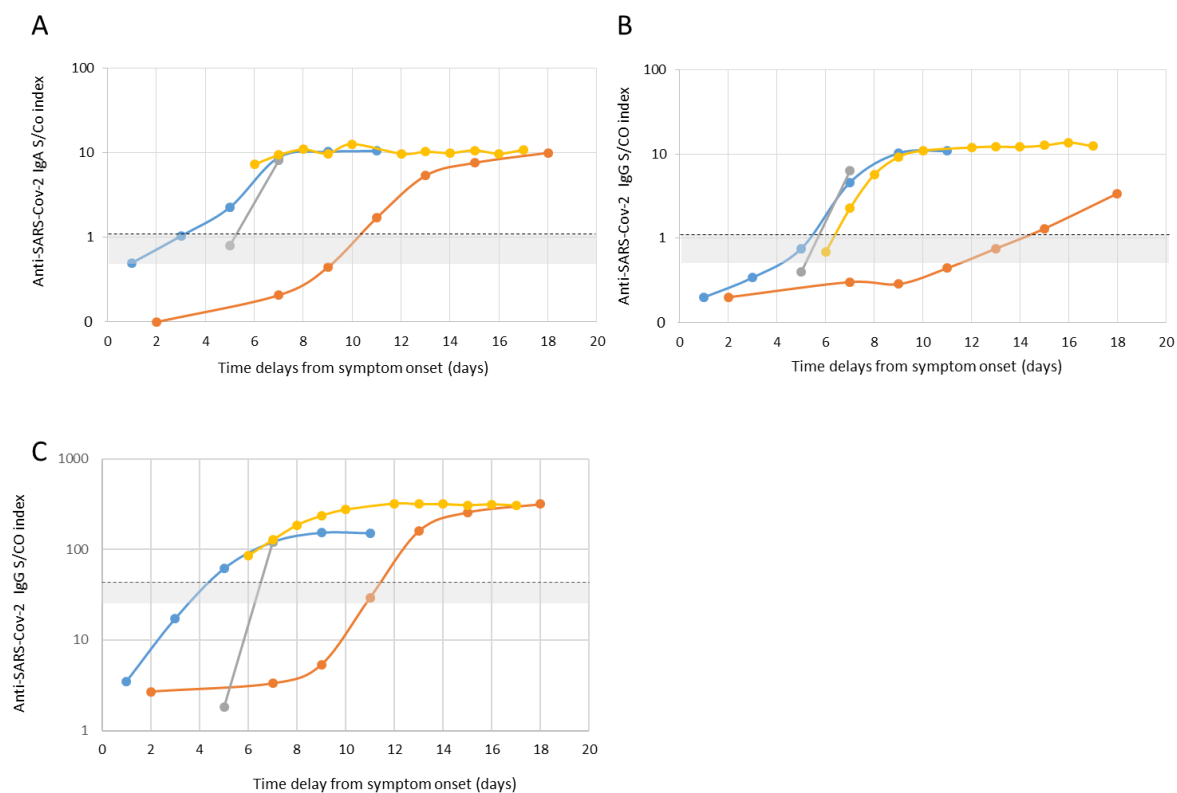 A
Anti-SARS-Cov-2 IgA S/Co index
100
10
1
0
0 2 4 6 8 10 12 14 16 18 20
Time delays from symptom onset (days)
B
Anti-SARS-Cov-2 IgG S/CO index
100
10
1
0
0 2 4 6 8 10 12 14 16 18 20
Time delays from symptom onset (days)
C
Anti-SARS-Cov-2 IgG S/CO index
1000
100
10
1
0 2 4 6 8 10 12 14 16 18 20
Time delay from symptom onset (days)